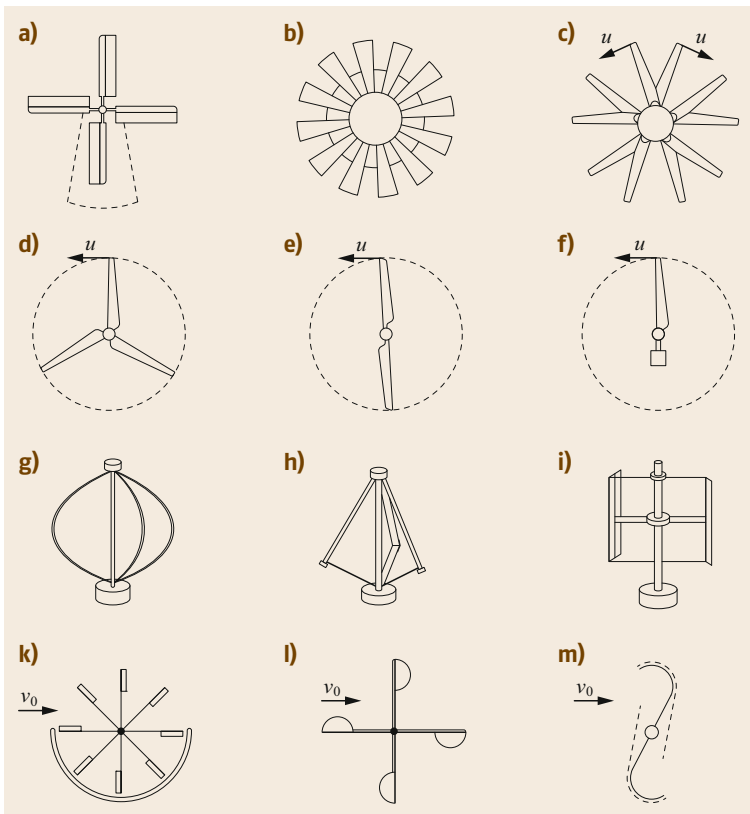 a) b) c)
u u
d) e) f)
u u u
g) h) i)
k) l) m)
v0 v0 v0